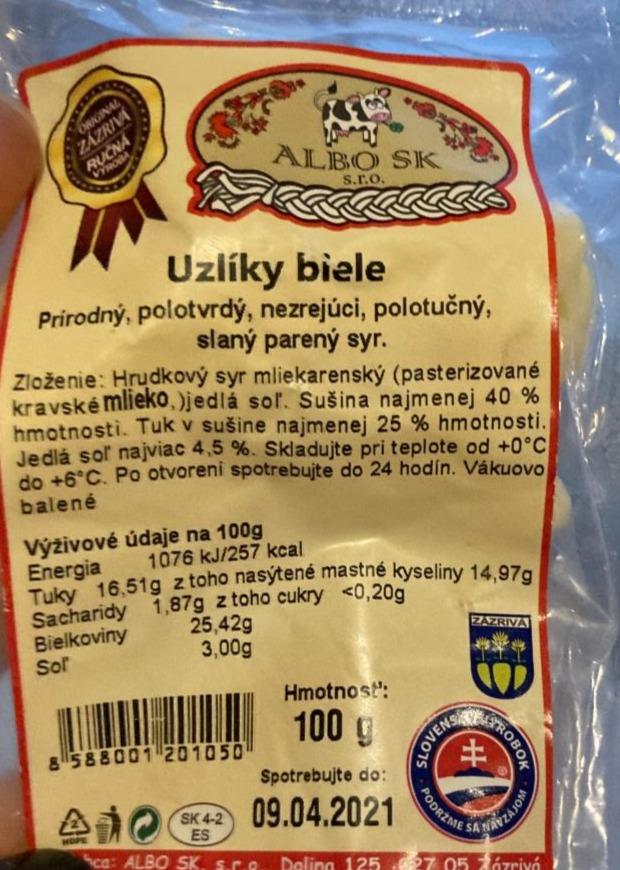 ORIGINAL
ZÁZRIVÁ
RUČNÁ
VÝROBA
ALBO SK
s.r.o.
Uzlíky biele
Prírodný, polotvrdý, nezrejúci, polotučný,
slaný parený syr.
Zloženie: Hrudkový syr mliekarenský (pasterizované
kravské mlieko,)jedlá soľ. Sušina najmenej 40 %
hmotnosti. Tuk v sušine najmenej 25 % hmotnosti.
Jedlá soľ najviac 4,5 %. Skladujte pri teplote od +0°C
do +6°C. Po otvorení spotrebujte do 24 hodín. Vákuovo
balené
Výživové údaje na 100g
Energia 1076 kJ/257 kcal
Tuky 16,51g z toho nasýtené mastné kyseliny 14,97g
Sacharidy 1,87g z toho cukry <0,20g
Bielkoviny 25,42g
Soľ 3,00g
ZÁZRIVÁ
Hmotnosť:
100 g
8 588001 201050
SLOVENSKÝ VÝROBOK
PODRŽME SA NAVZÁJOM
®
Spotrebujte do:
09.04.2021
2
HDPE
SK 4-2
ES
ALBO SK, s.r.o. Dolina 125 027 05 Zázrivá